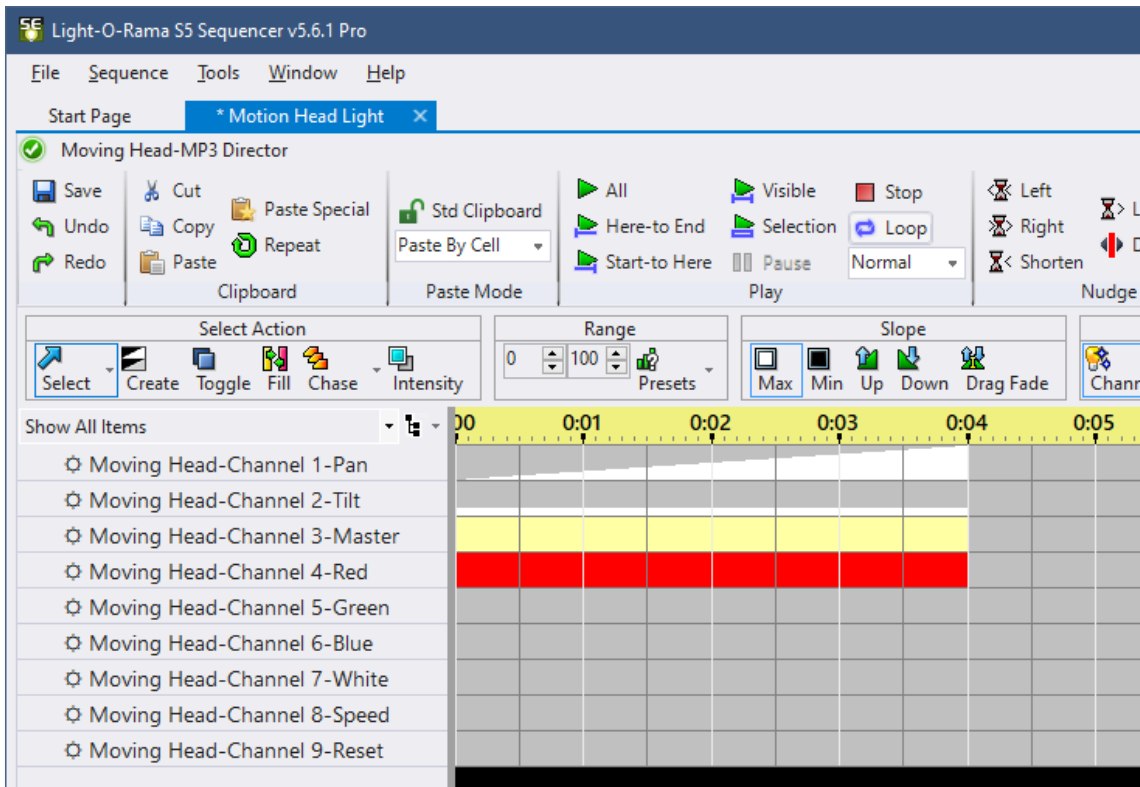 Light-O-Rama S5 Sequencer v5.6.1 Pro
File Sequence Tools Window Help
Start Page * Motion Head Light
Moving Head-MP3 Director
Save Cut Paste Special Std Clipboard All Visible Stop Left
Undo Copy Repeat Paste By Cell Here-to End Selection Loop Right
Redo Paste Start-to Here Pause Normal Shorten
Clipboard Paste Mode Play Nudge
Select Action Range Slope
0 100
Select Create Toggle Fill Chase Intensity Presets Max Min Up Down Drag Fade
Show All Items 00 0:01 0:02 0:03 0:04 0:05
Moving Head-Channel 1-Pan
Moving Head-Channel 2-Tilt
Moving Head-Channel 3-Master
Moving Head-Channel 4-Red
Moving Head-Channel 5-Green
Moving Head-Channel 6-Blue
Moving Head-Channel 7-White
Moving Head-Channel 8-Speed
Moving Head-Channel 9-Reset